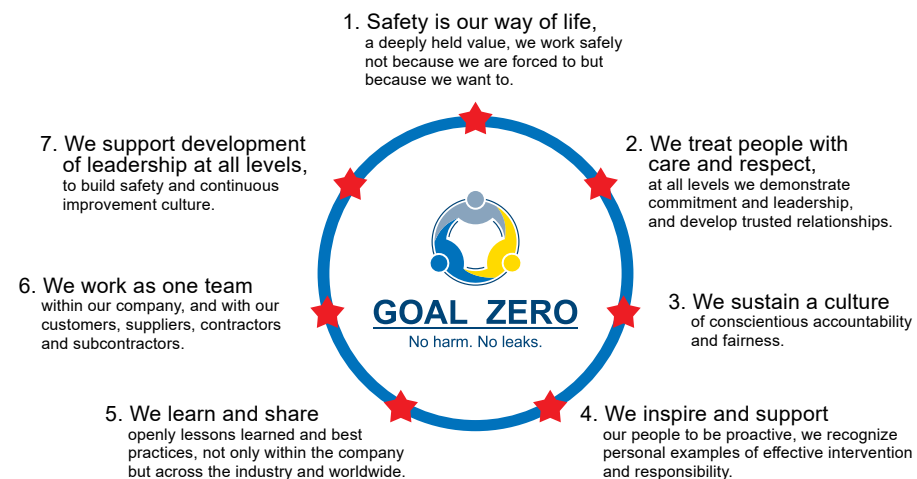 1. Safety is our way of life,
a deeply held value, we work safely
not because we are forced to but
because we want to.
2. We treat people with
care and respect,
at all levels we demonstrate
commitment and leadership,
and develop trusted relationships.
3. We sustain a culture
of conscientious accountability
and fairness.
4. We inspire and support
our people to be proactive, we recognize
personal examples of effective intervention
and responsibility.
5. We learn and share
openly lessons learned and best
practices, not only within the company
but across the industry and worldwide.
6. We work as one team
within our company, and with our
customers, suppliers, contractors
and subcontractors.
7. We support development
of leadership at all levels,
to build safety and continuous
improvement culture.
GOAL ZERO
No harm. No leaks.